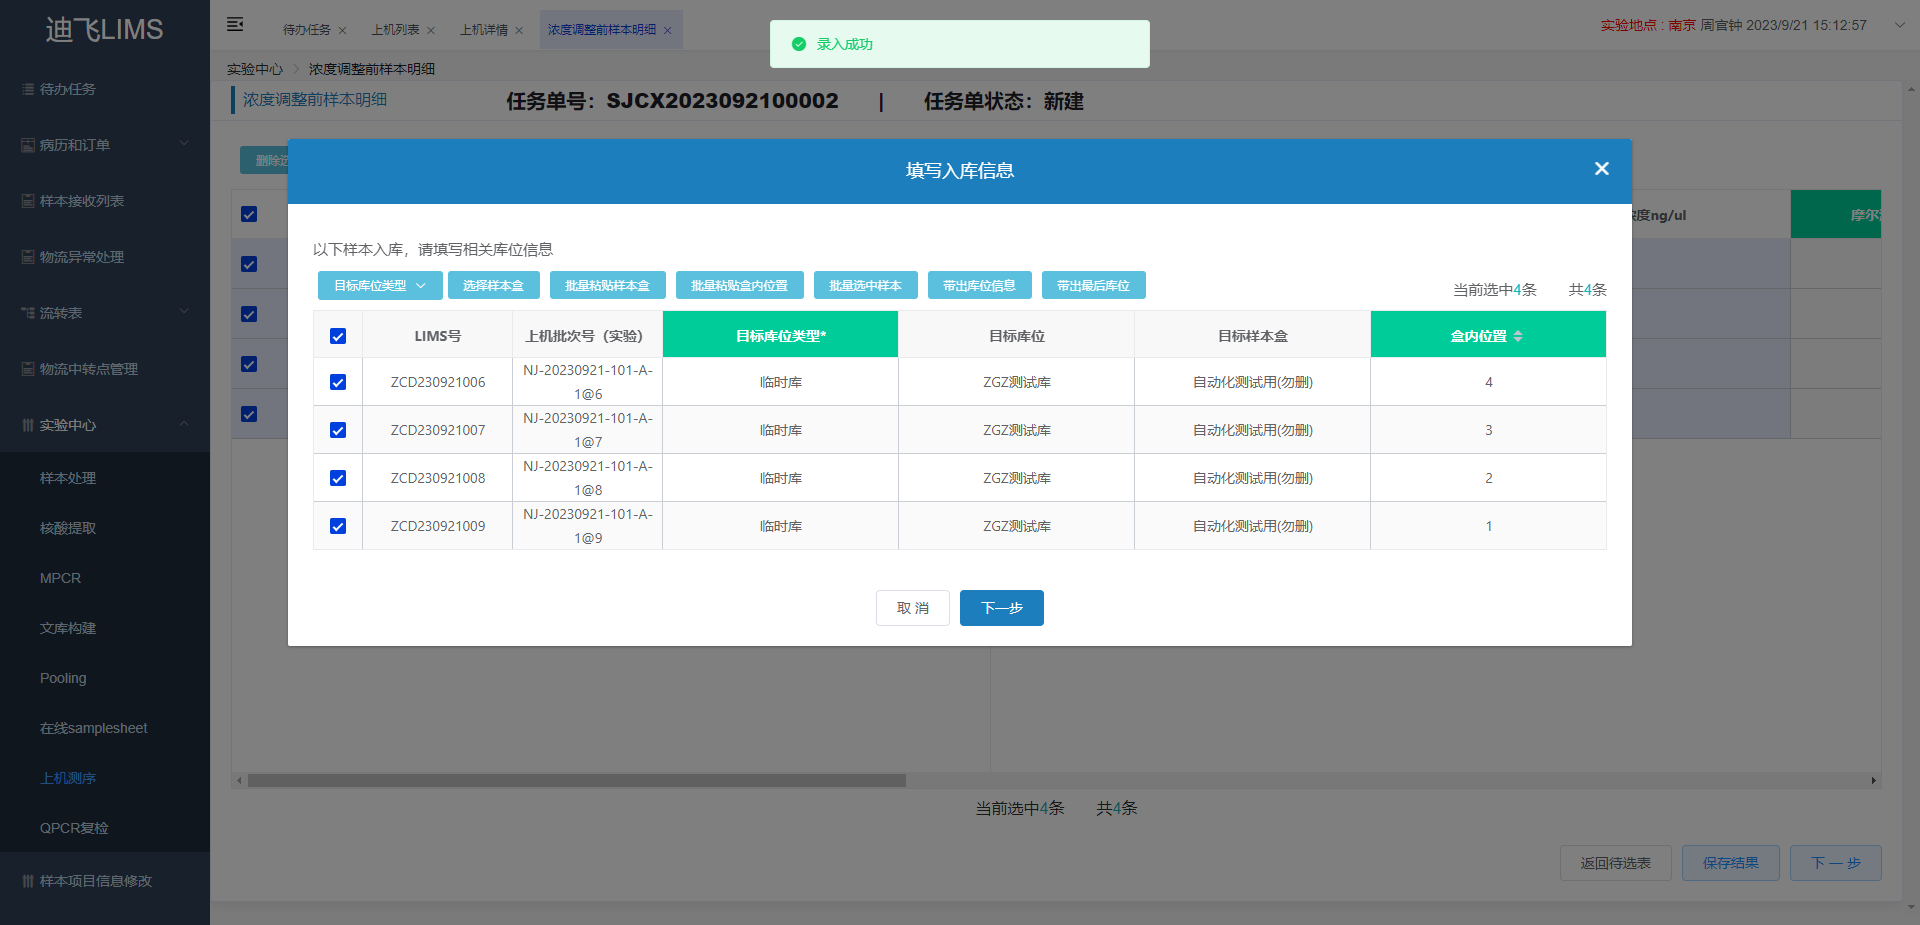 迪飞LIMS
待办任务
病历和订单
样本接收列表
物流异常处理
流转表
物流中转点管理
实验中心
样本处理
核酸提取
MPCR
文库构建
Pooling
在线samplesheet
上机测序
QPCR复检
样本项目信息修改
待办任务
上机列表
上机详情
浓度调整前样本明细
录入成功
实验地点 : 南京 周官钟 2023/9/21 15:12:57
实验中心
浓度调整前样本明细
浓度调整前样本明细
任务单号：SJCX2023092100002 | 任务单状态：新建
删除
度ng/ul
摩尔
填写入库信息
以下样本入库，请填写相关库位信息
目标库位类型
选择样本盒
批量粘贴样本盒
批量粘贴盒内位置
批量选中样本
带出库位信息
带出最后库位
当前选中4条 共4条
LIMS号 上机批次号（实验） 目标库位类型* 目标库位 目标样本盒 盒内位置
ZCD230921006 NJ-20230921-101-A-1@6 临时库 ZGZ测试库 自动化测试用(勿删) 4
ZCD230921007 NJ-20230921-101-A-1@7 临时库 ZGZ测试库 自动化测试用(勿删) 3
ZCD230921008 NJ-20230921-101-A-1@8 临时库 ZGZ测试库 自动化测试用(勿删) 2
ZCD230921009 NJ-20230921-101-A-1@9 临时库 ZGZ测试库 自动化测试用(勿删) 1
取 消
下一步
当前选中4条 共4条
返回待选表
保存结果
下 一 步